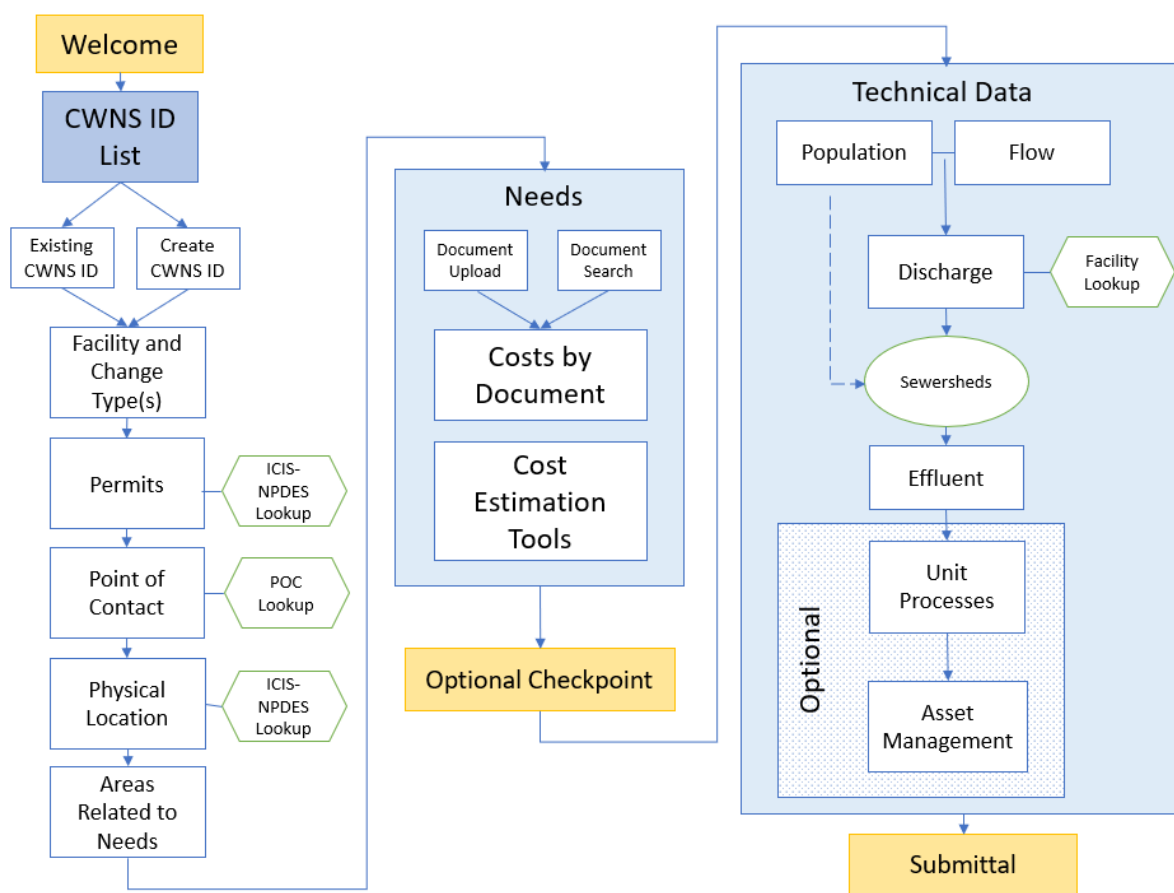 Welcome
CWNS ID
List
Existing
CWNS ID
Create
CWNS ID
Facility and
Change
Type(s)
Permits
ICIS-
NPDES
Lookup
Point of
Contact
POC
Lookup
Physical
Location
ICIS-
NPDES
Lookup
Areas
Related to
Needs
Needs
Document
Upload
Document
Search
Costs by
Document
Cost
Estimation
Tools
Optional Checkpoint
Technical Data
Population
Flow
Discharge
Facility
Lookup
Sewersheds
Effluent
Optional
Unit
Processes
Asset
Management
Submittal